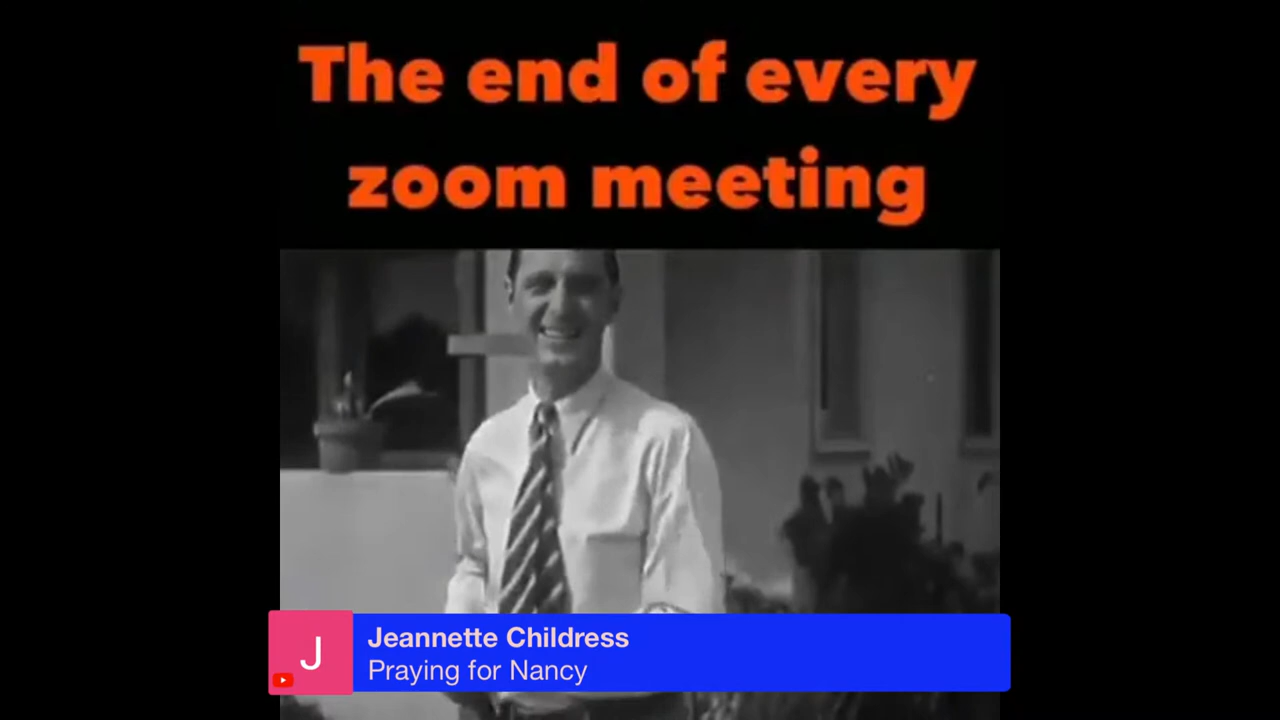 The end of every
zoom meeting
J
Jeannette Childress
Praying for Nancy